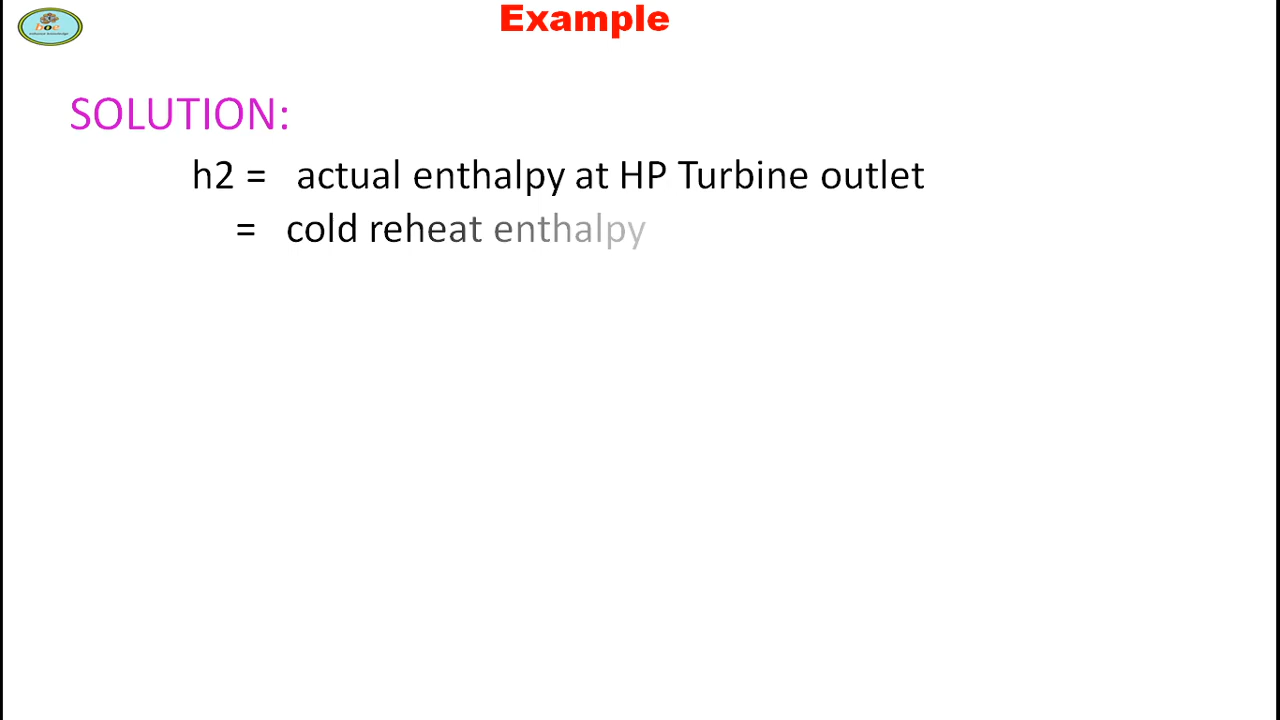 Example
SOLUTION:
h2 = actual enthalpy at HP Turbine outlet
= cold reheat enthalpy